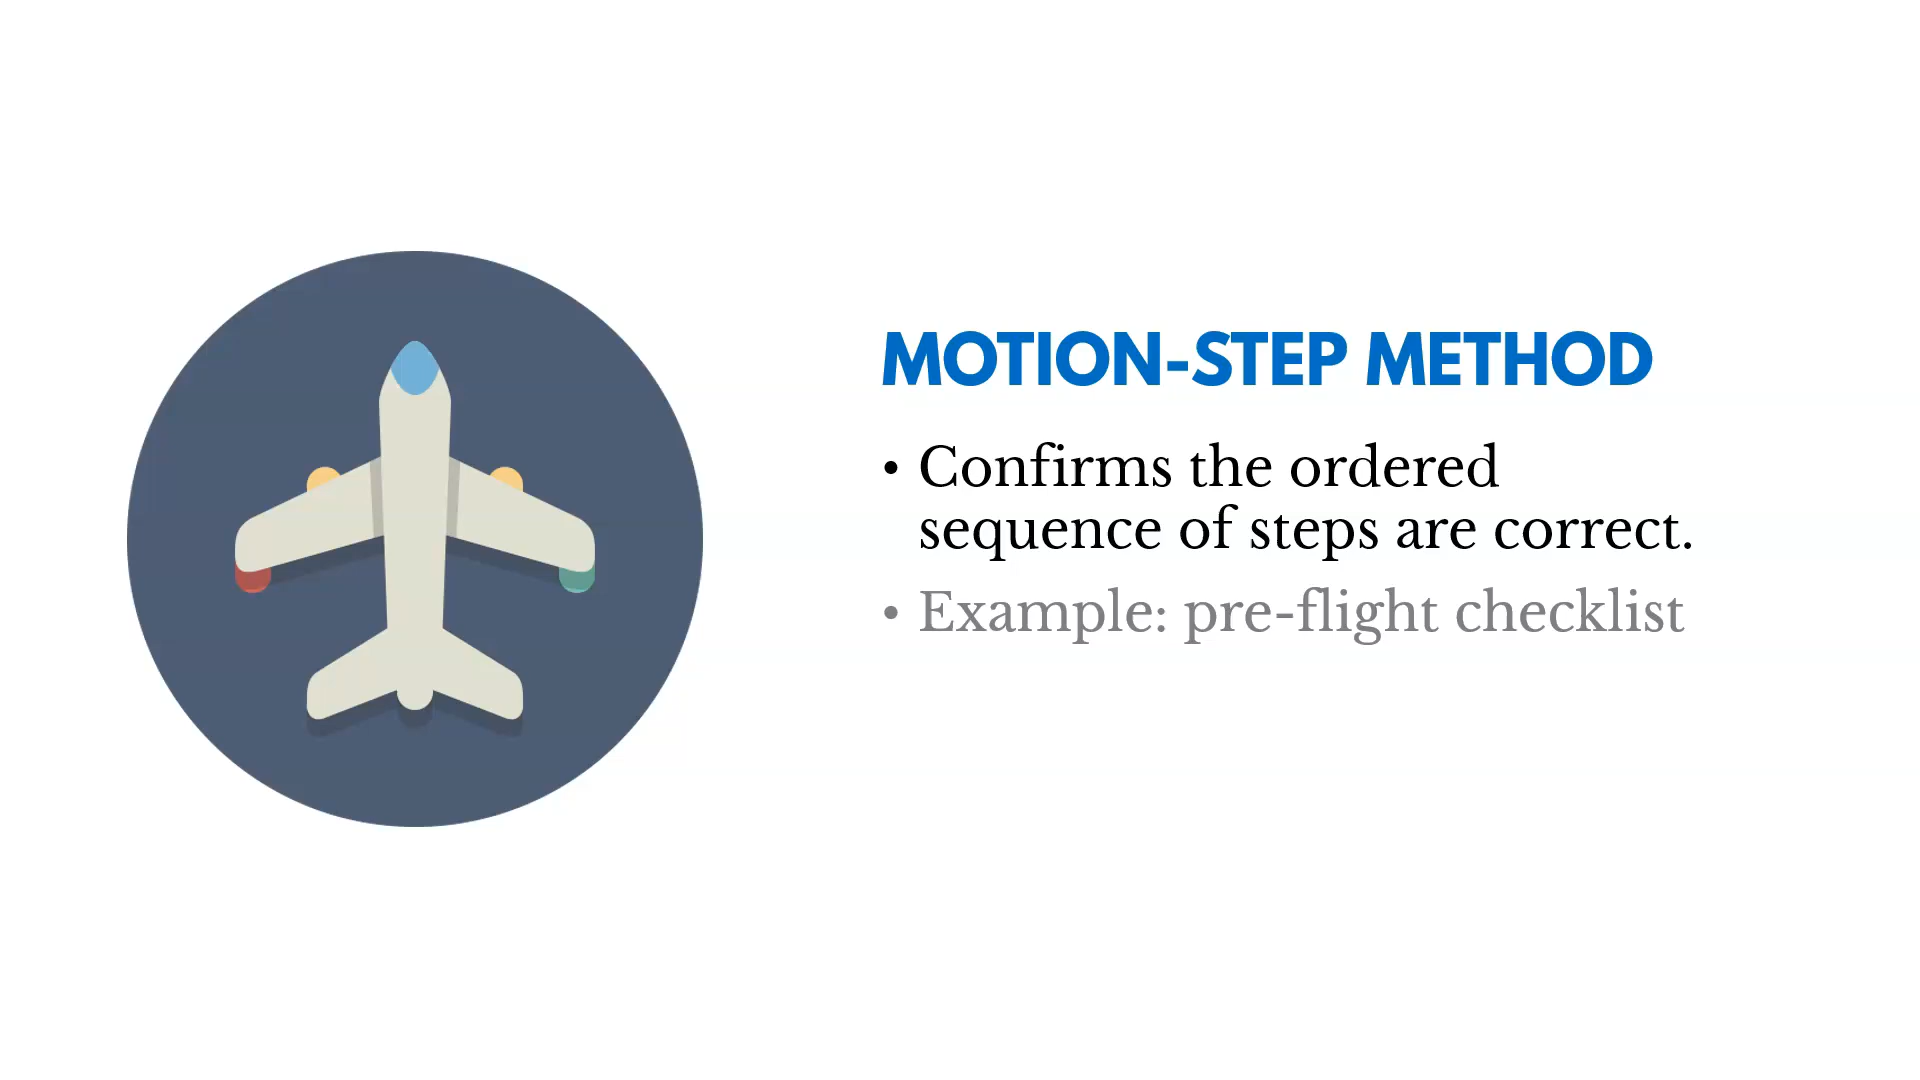 MOTION-STEP METHOD
• Confirms the ordered
sequence of steps are correct.
• Example: pre-flight checklist